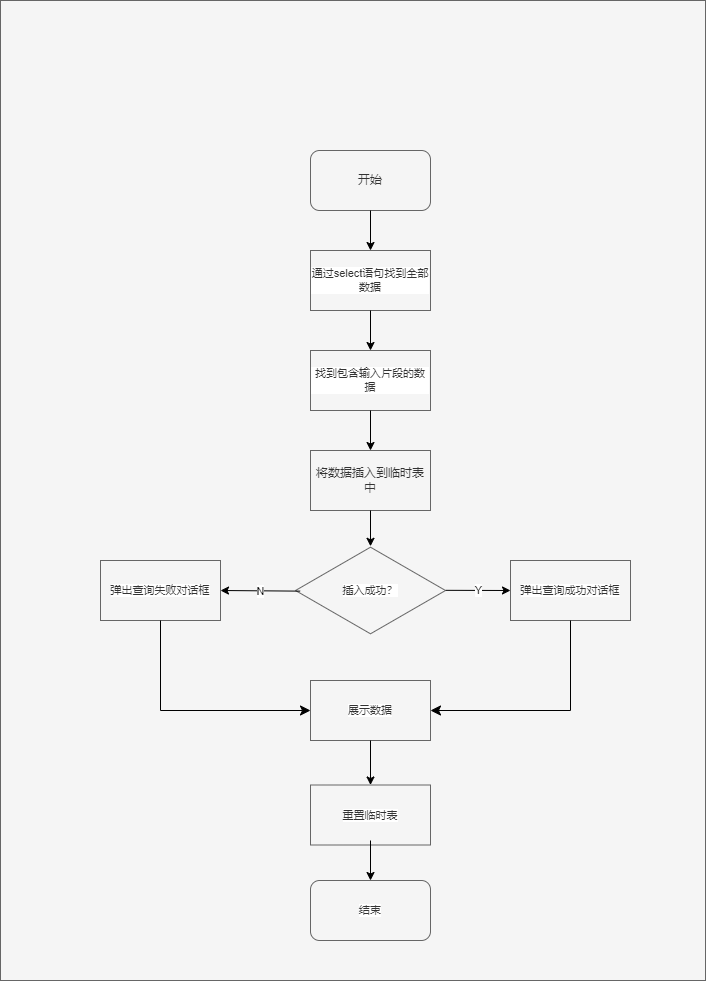 开始
通过select语句找到全部
数据
找到包含输入片段的数
据
将数据插入到临时表
中
弹出查询失败对话框
N
插入成功?
Y
弹出查询成功对话框
展示数据
重置临时表
结束